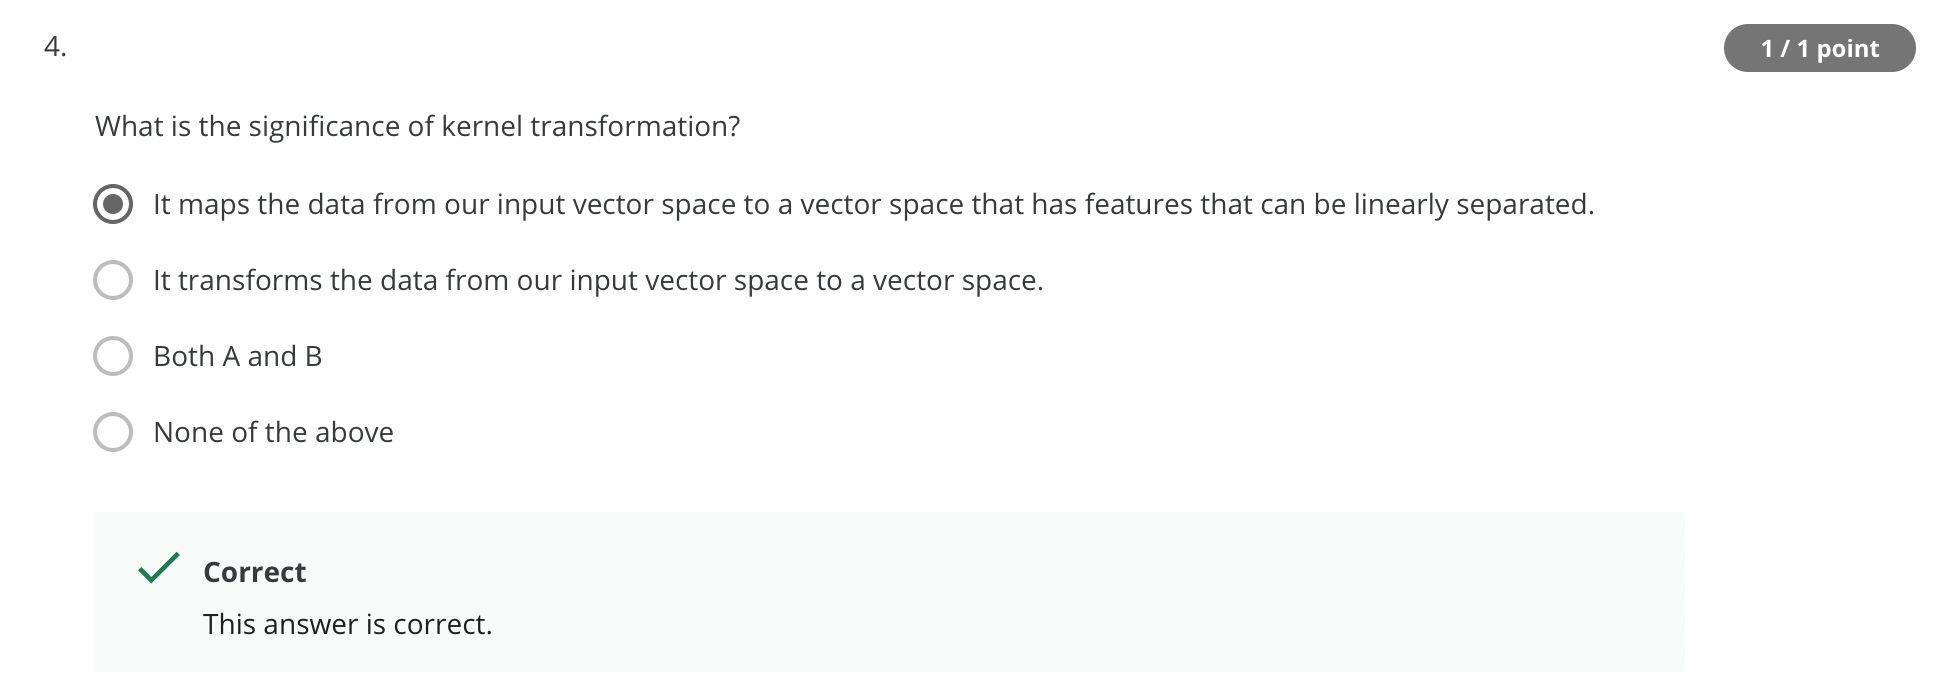 4.
1 / 1 point
What is the significance of kernel transformation?
It maps the data from our input vector space to a vector space that has features that can be linearly separated.
It transforms the data from our input vector space to a vector space.
Both A and B
None of the above
Correct
This answer is correct.